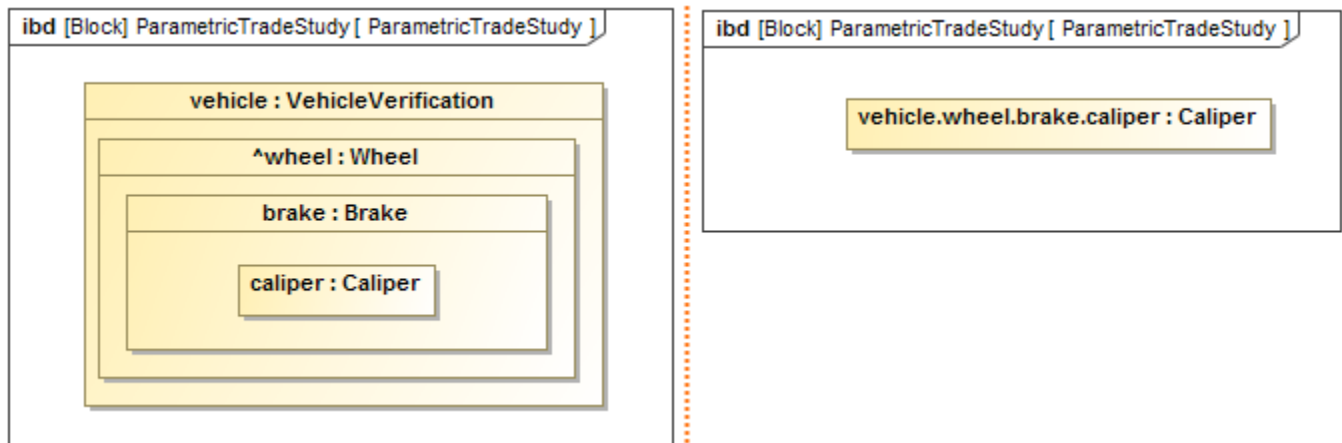 ibd [Block] ParametricTradeStudy [ ParametricTradeStudy ]
vehicle : VehicleVerification
^wheel : Wheel
brake : Brake
caliper : Caliper
ibd [Block] ParametricTradeStudy [ ParametricTradeStudy ]
vehicle.wheel.brake.caliper : Caliper